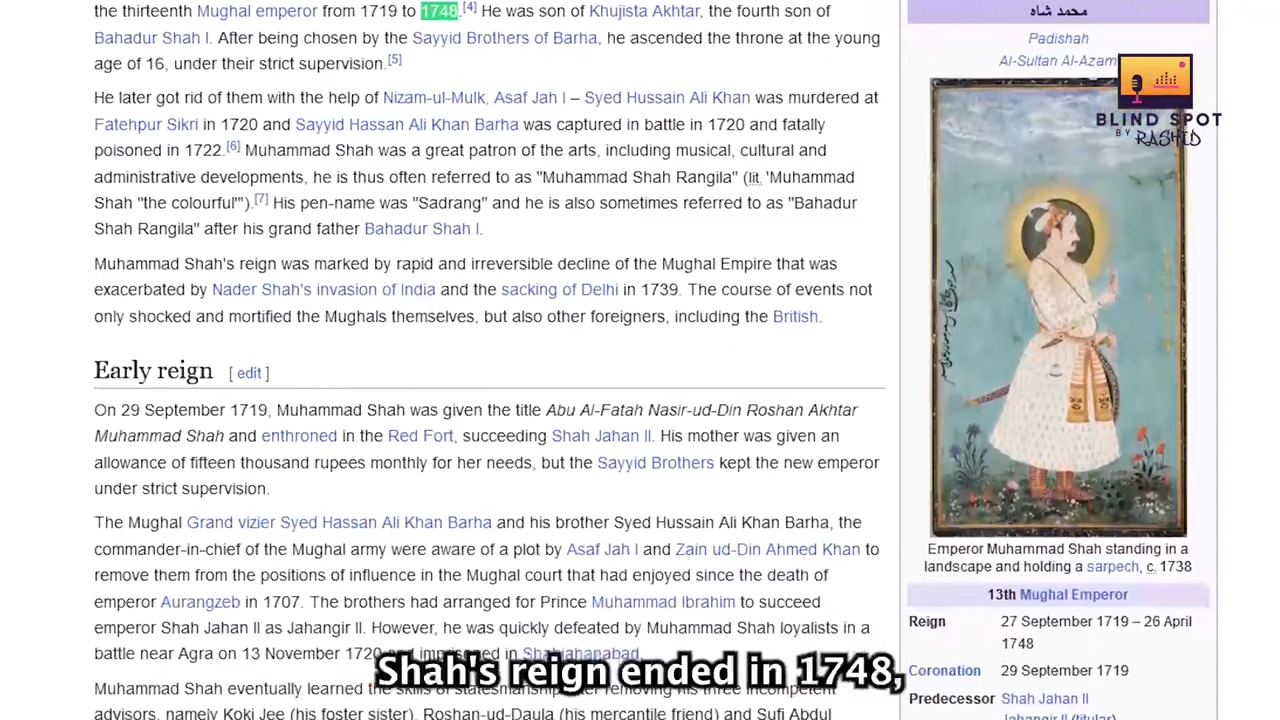 the thirteenth Mughal emperor from 1719 to 1748.[4] He was son of Khujista Akhtar, the fourth son of
Bahadur Shah I. After being chosen by the Sayyid Brothers of Barha, he ascended the throne at the young
age of 16, under their strict supervision.[5]
He later got rid of them with the help of Nizam-ul-Mulk, Asaf Jah I – Syed Hussain Ali Khan was murdered at
Fatehpur Sikri in 1720 and Sayyid Hassan Ali Khan Barha was captured in battle in 1720 and fatally
poisoned in 1722.[6] Muhammad Shah was a great patron of the arts, including musical, cultural and
administrative developments, he is thus often referred to as "Muhammad Shah Rangila" (lit. 'Muhammad
Shah "the colourful"').[7] His pen-name was "Sadrang" and he is also sometimes referred to as "Bahadur
Shah Rangila" after his grand father Bahadur Shah I.
Muhammad Shah's reign was marked by rapid and irreversible decline of the Mughal Empire that was
exacerbated by Nader Shah's invasion of India and the sacking of Delhi in 1739. The course of events not
only shocked and mortified the Mughals themselves, but also other foreigners, including the British.
Early reign [ edit ]
On 29 September 1719, Muhammad Shah was given the title Abu Al-Fatah Nasir-ud-Din Roshan Akhtar
Muhammad Shah and enthroned in the Red Fort, succeeding Shah Jahan II. His mother was given an
allowance of fifteen thousand rupees monthly for her needs, but the Sayyid Brothers kept the new emperor
under strict supervision.
The Mughal Grand vizier Syed Hassan Ali Khan Barha and his brother Syed Hussain Ali Khan Barha, the
commander-in-chief of the Mughal army were aware of a plot by Asaf Jah I and Zain ud-Din Ahmed Khan to
remove them from the positions of influence in the Mughal court that had enjoyed since the death of
emperor Aurangzeb in 1707. The brothers had arranged for Prince Muhammad Ibrahim to succeed
emperor Shah Jahan II as Jahangir II. However, he was quickly defeated by Muhammad Shah loyalists in a
battle near Agra on 13 November 1720 and imprisoned in Shahjahanabad.
Muhammad Shah eventually learned the skills of statesmanship after removing his three incompetent
advisors, namely Koki Jee (his foster sister), Roshan-ud-Daula (his mercantile friend) and Sufi Abdul
محمد شاه
Padishah
Al-Sultan Al-Azam
BLIND SPOT
BY RASHID
Emperor Muhammad Shah standing in a
landscape and holding a sarpech, c. 1738
13th Mughal Emperor
Reign 27 September 1719 – 26 April
1748
Coronation 29 September 1719
Predecessor Shah Jahan II
Jahangir II (titular)
Shah's reign ended in 1748,